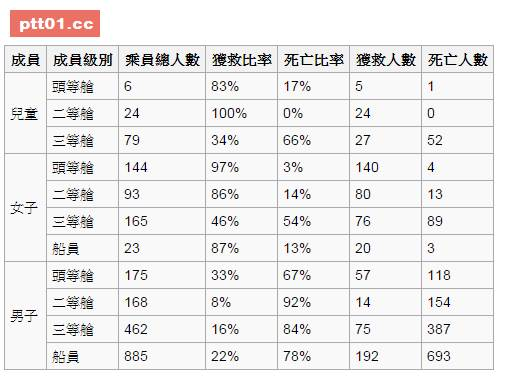 ptt01.cc
成員 成員級別 乘員總人數 獲救比率 死亡比率 獲救人數 死亡人數
兒童 頭等艙 6 83% 17% 5 1
二等艙 24 100% 0% 24 0
三等艙 79 34% 66% 27 52
女子 頭等艙 144 97% 3% 140 4
二等艙 93 86% 14% 80 13
三等艙 165 46% 54% 76 89
船員 23 87% 13% 20 3
男子 頭等艙 175 33% 67% 57 118
二等艙 168 8% 92% 14 154
三等艙 462 16% 84% 75 387
船員 885 22% 78% 192 693